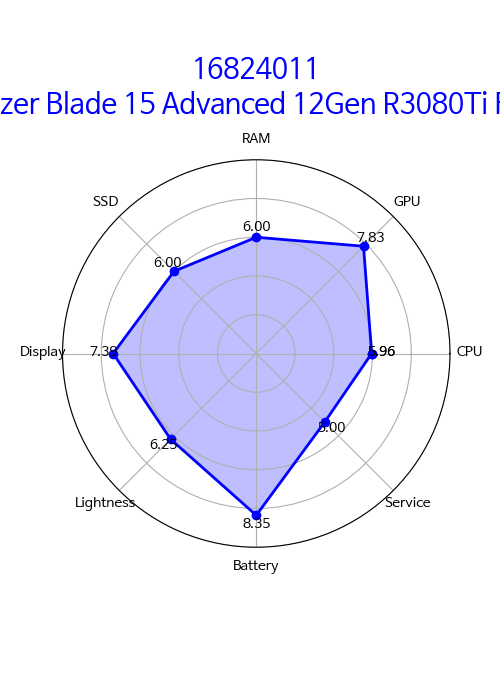 16824011
zer Blade 15 Advanced 12Gen R3080Ti
RAM
SSD
GPU
6.00
7.83
6.00
Display
7.39
5.96
CPU
6.25
5.00
Lightness
Service
8.35
Battery